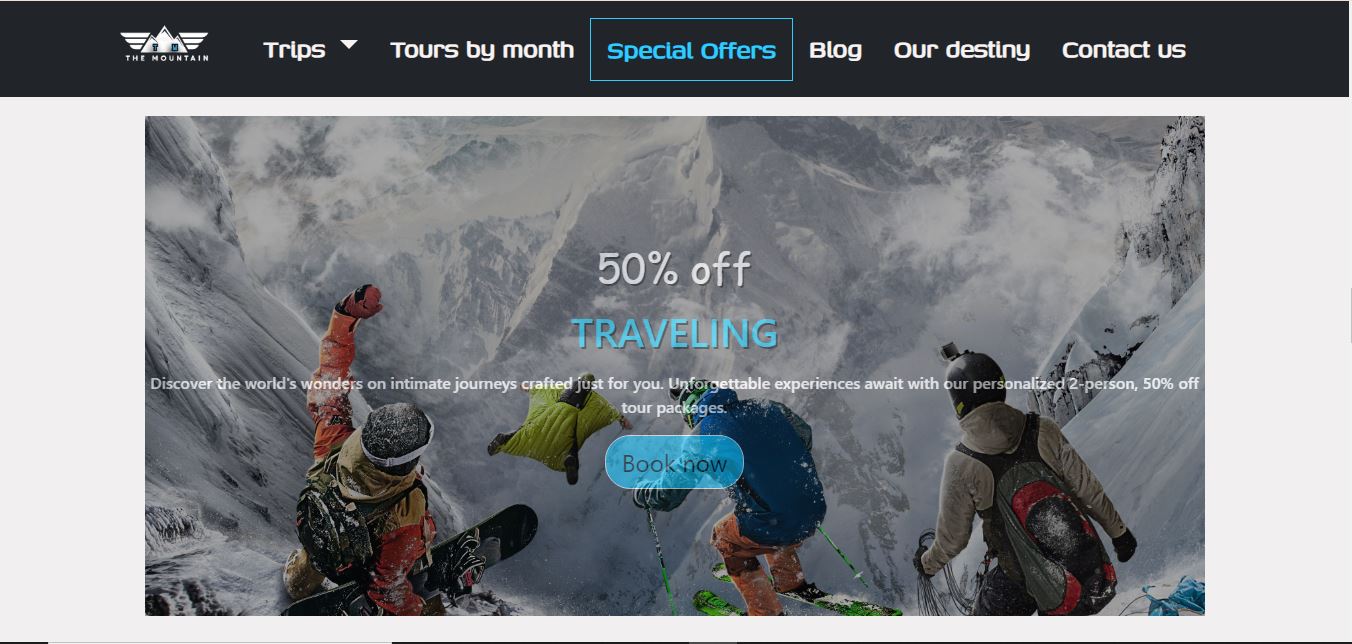 T M
THE MOUNTAIN
Trips
Tours by month
Special Offers
Blog
Our destiny
Contact us
50% off
TRAVELING
Discover the world's wonders on intimate journeys crafted just for you. Unforgettable experiences await with our personalized 2-person, 50% off
tour packages.
Book now